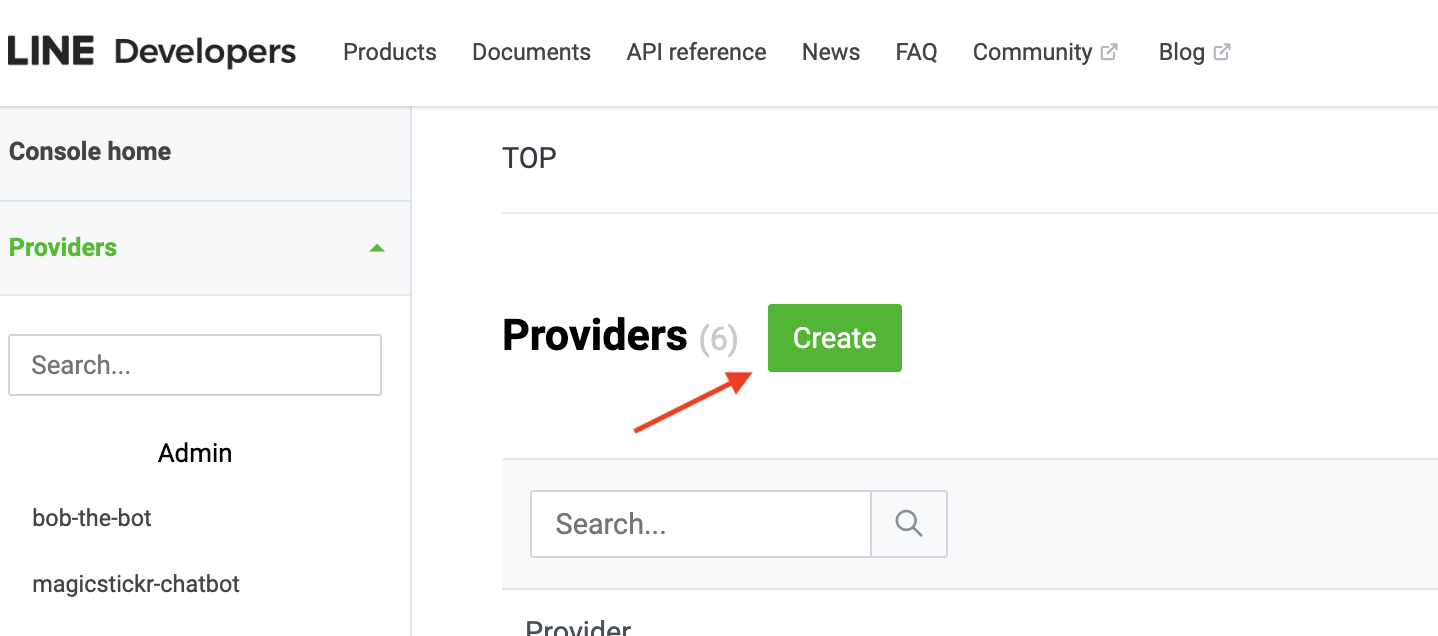 LINE Developers Products Documents API reference News FAQ Community Blog
Console home
Providers
Search...
Admin
bob-the-bot
magicstickr-chatbot
TOP
Providers (6) Create
Search...
Provider